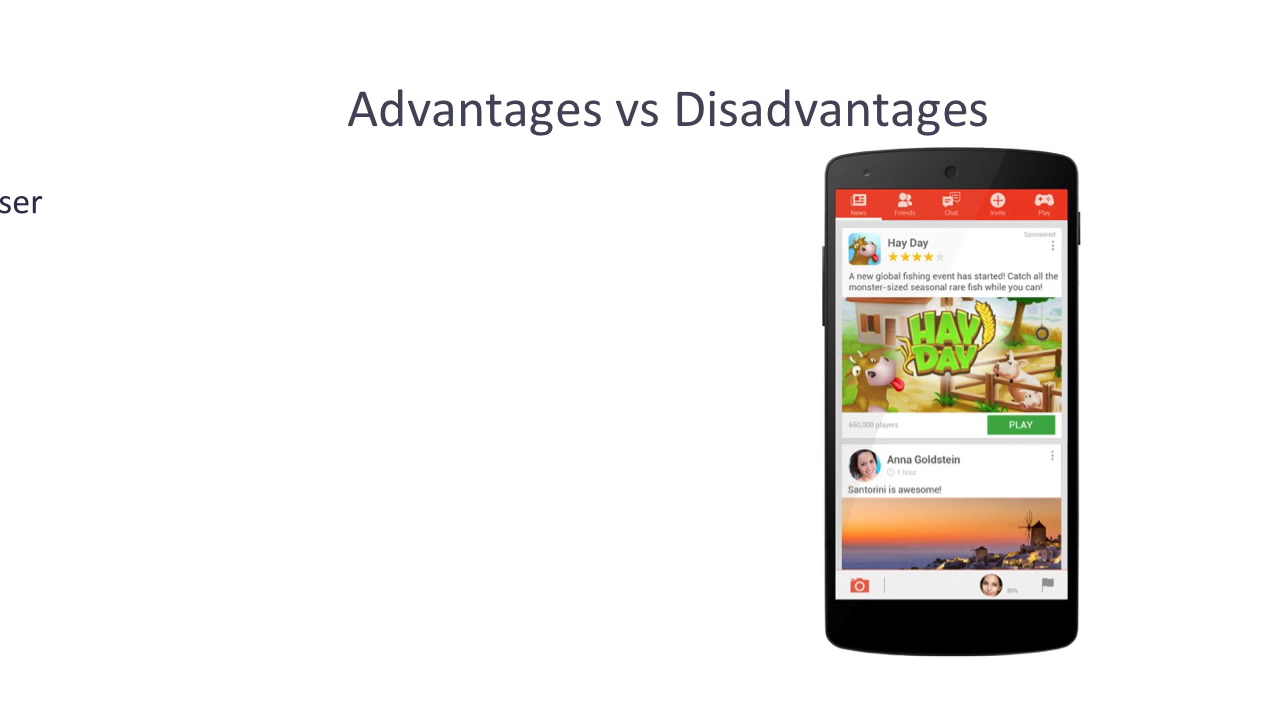 Advantages vs Disadvantages
ser
News Friends Chat Invite Play
Sponsored
Hay Day
A new global fishing event has started! Catch all the
monster-sized seasonal rare fish while you can!
HAY
DAY
650,000 players
PLAY
Anna Goldstein
1 hour
Santorini is awesome!
86%